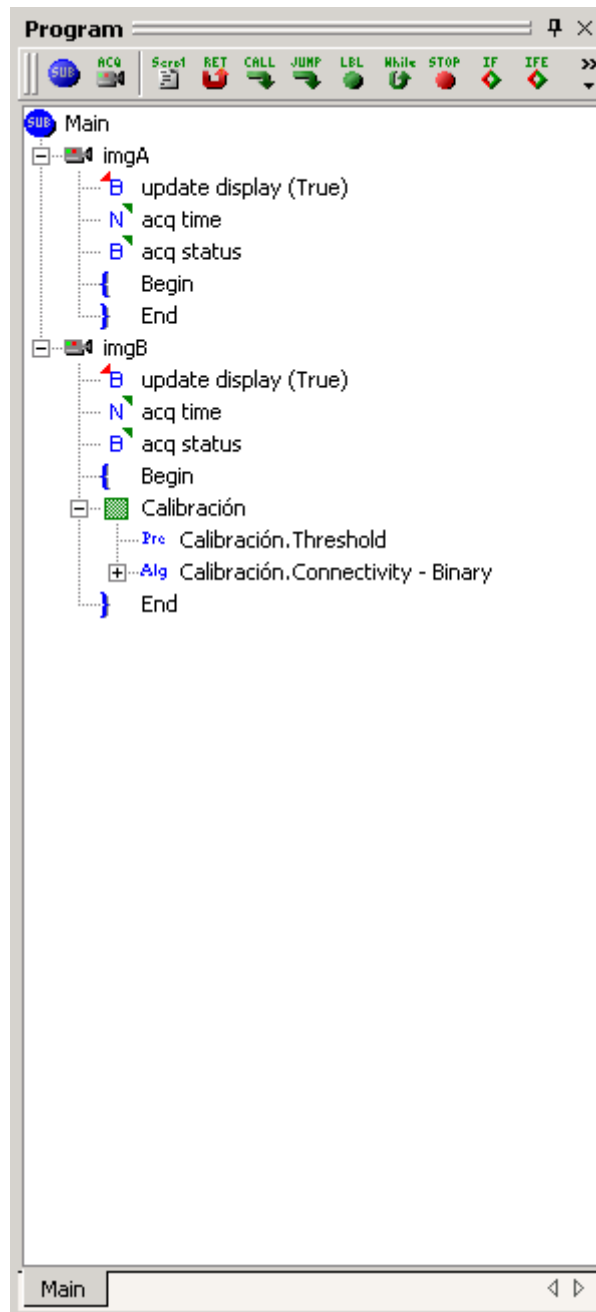 Program
SUB ACQ Scrpt RET CALL JUMP LBL While STOP IF IFE
SUB Main
imgA
B update display (True)
N acq time
B acq status
{ Begin
} End
imgB
B update display (True)
N acq time
B acq status
{ Begin
Calibración
Pre Calibración.Threshold
Alg Calibración.Connectivity - Binary
} End
Main